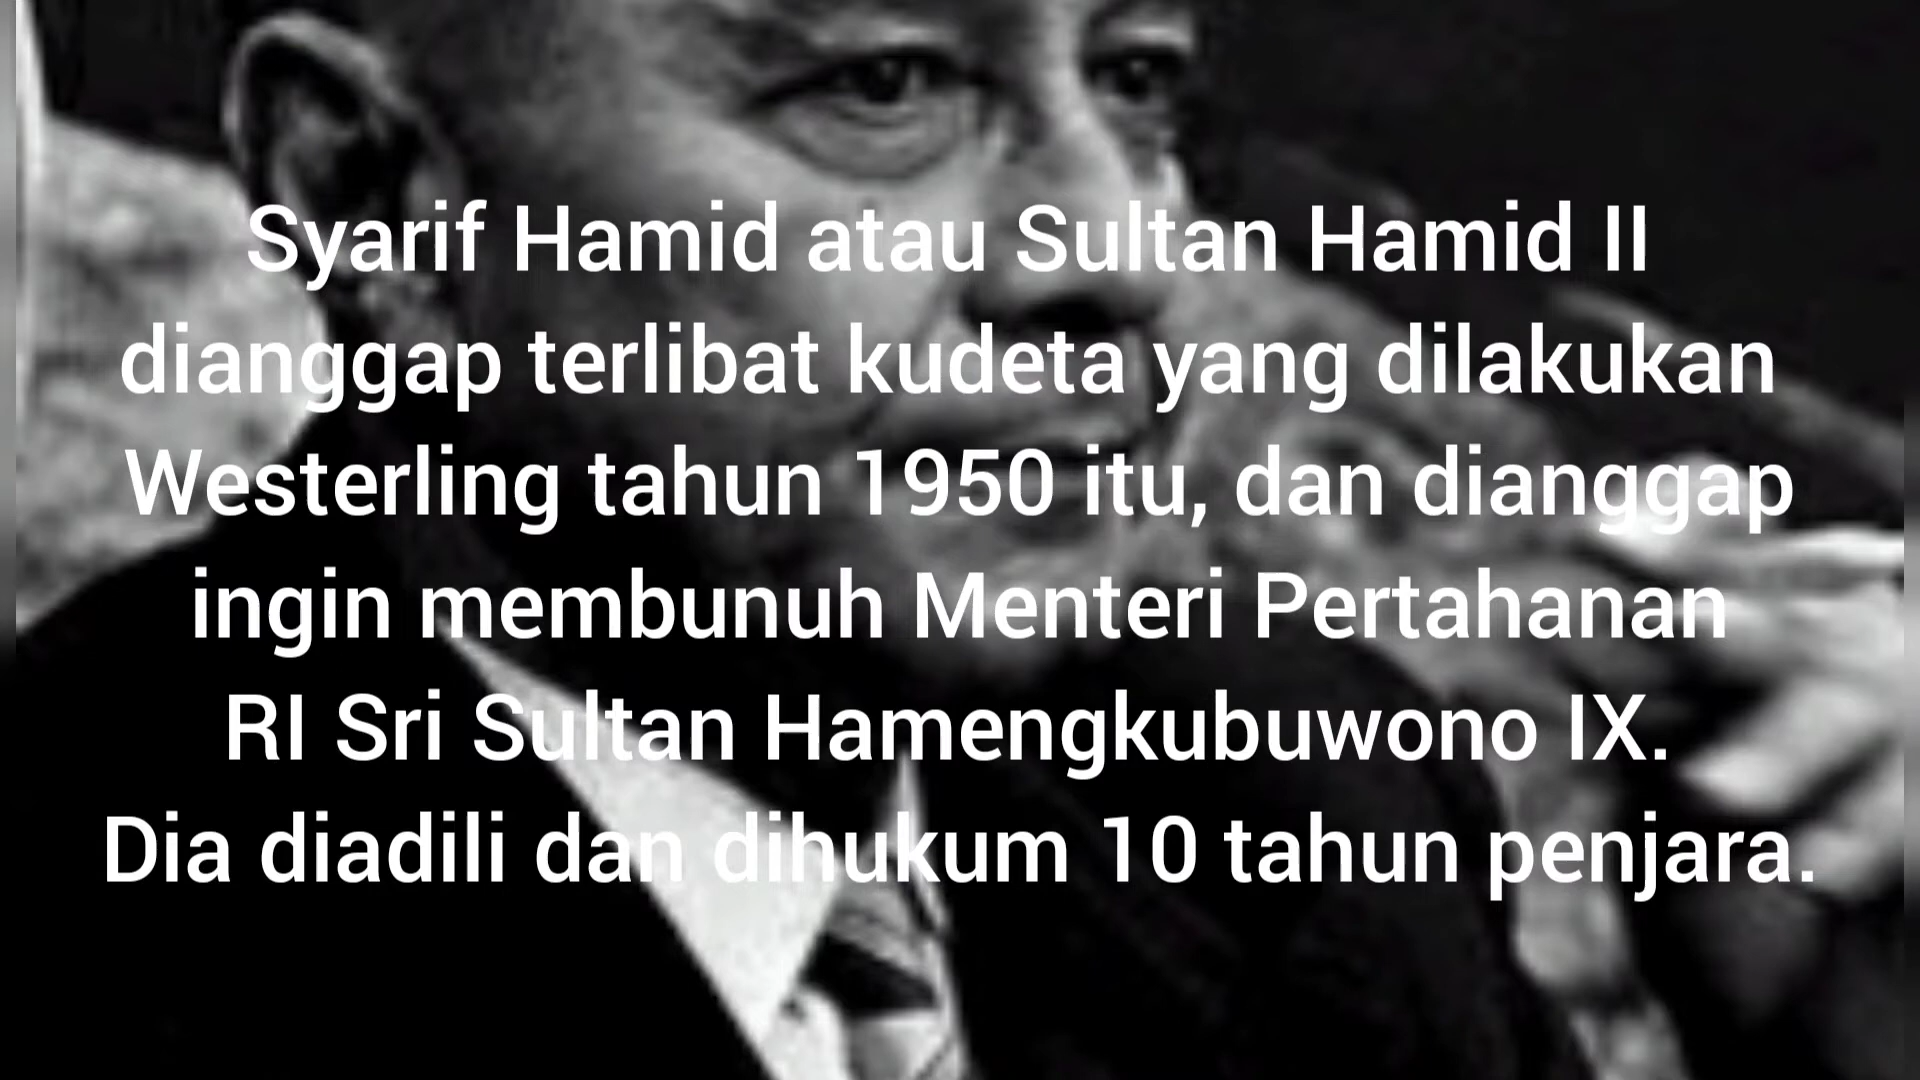 Syarif Hamid atau Sultan Hamid II
dianggap terlibat kudeta yang dilakukan
Westerling tahun 1950 itu, dan dianggap
ingin membunuh Menteri Pertahanan
RI Sri Sultan Hamengkubuwono IX.
Dia diadili dan dihukum 10 tahun penjara.